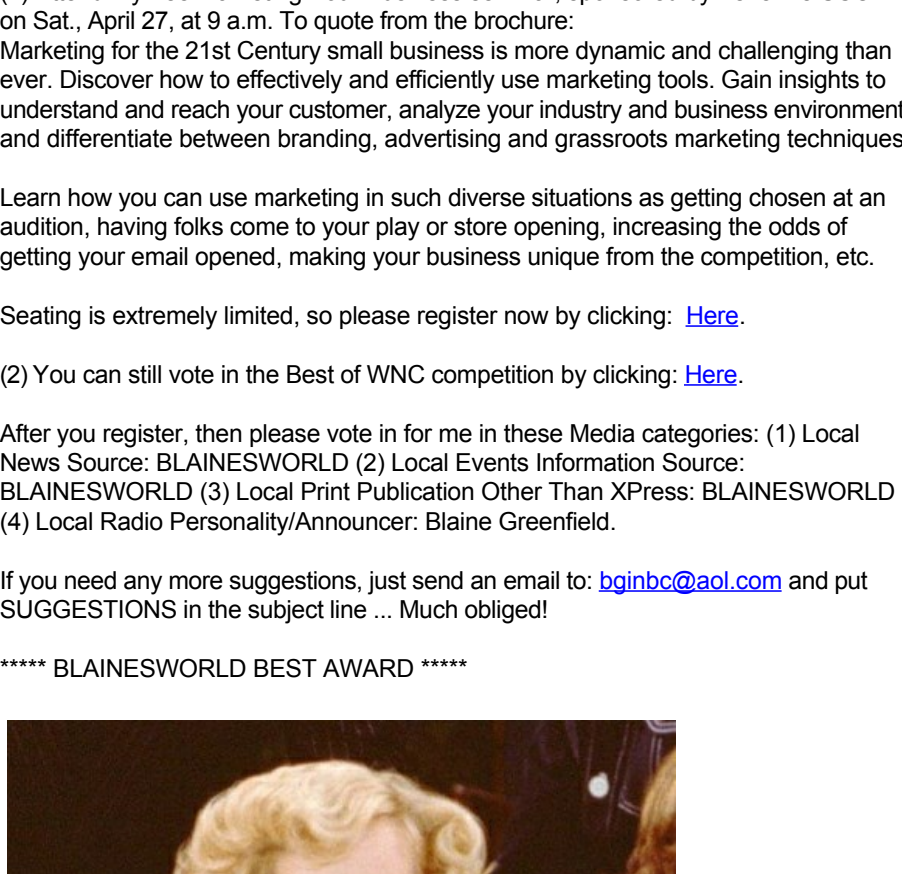 on Sat., April 27, at 9 a.m. To quote from the brochure:
Marketing for the 21st Century small business is more dynamic and challenging than
ever. Discover how to effectively and efficiently use marketing tools. Gain insights to
understand and reach your customer, analyze your industry and business environment
and differentiate between branding, advertising and grassroots marketing techniques
Learn how you can use marketing in such diverse situations as getting chosen at an
audition, having folks come to your play or store opening, increasing the odds of
getting your email opened, making your business unique from the competition, etc.
Seating is extremely limited, so please register now by clicking: Here.
(2) You can still vote in the Best of WNC competition by clicking: Here.
After you register, then please vote in for me in these Media categories: (1) Local
News Source: BLAINESWORLD (2) Local Events Information Source:
BLAINESWORLD (3) Local Print Publication Other Than XPress: BLAINESWORLD
(4) Local Radio Personality/Announcer: Blaine Greenfield.
If you need any more suggestions, just send an email to: bginbc@aol.com and put
SUGGESTIONS in the subject line ... Much obliged!
***** BLAINESWORLD BEST AWARD *****